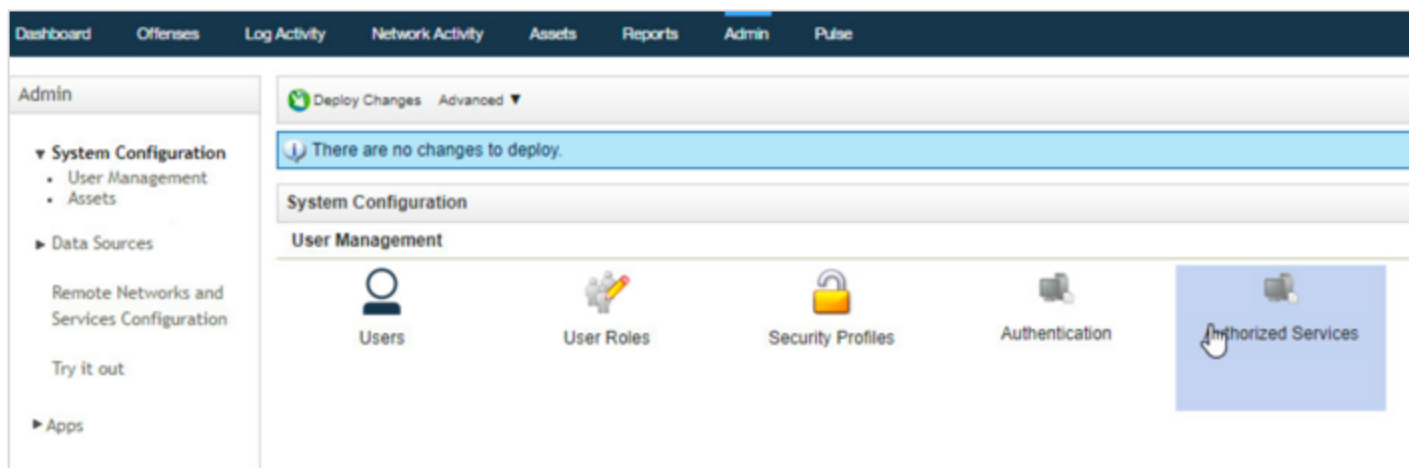 Dashboard Offenses Log Activity Network Activity Assets Reports Admin Pulse
Admin
System Configuration
User Management
Assets
Data Sources
Remote Networks and
Services Configuration
Try it out
Apps
Deploy Changes Advanced
There are no changes to deploy.
System Configuration
User Management
Users User Roles Security Profiles Authentication Authorized Services